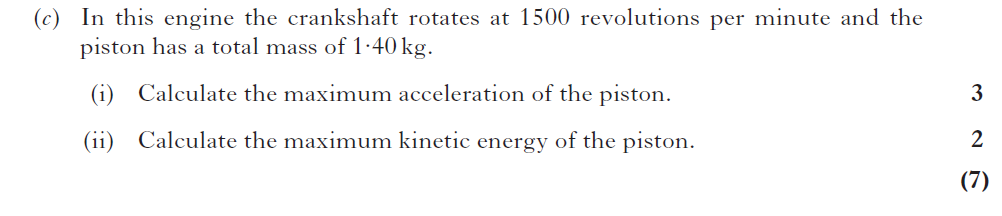 (c) In this engine the crankshaft rotates at 1500 revolutions per minute and the
piston has a total mass of 1·40 kg.
(i) Calculate the maximum acceleration of the piston. 3
(ii) Calculate the maximum kinetic energy of the piston. 2
(7)